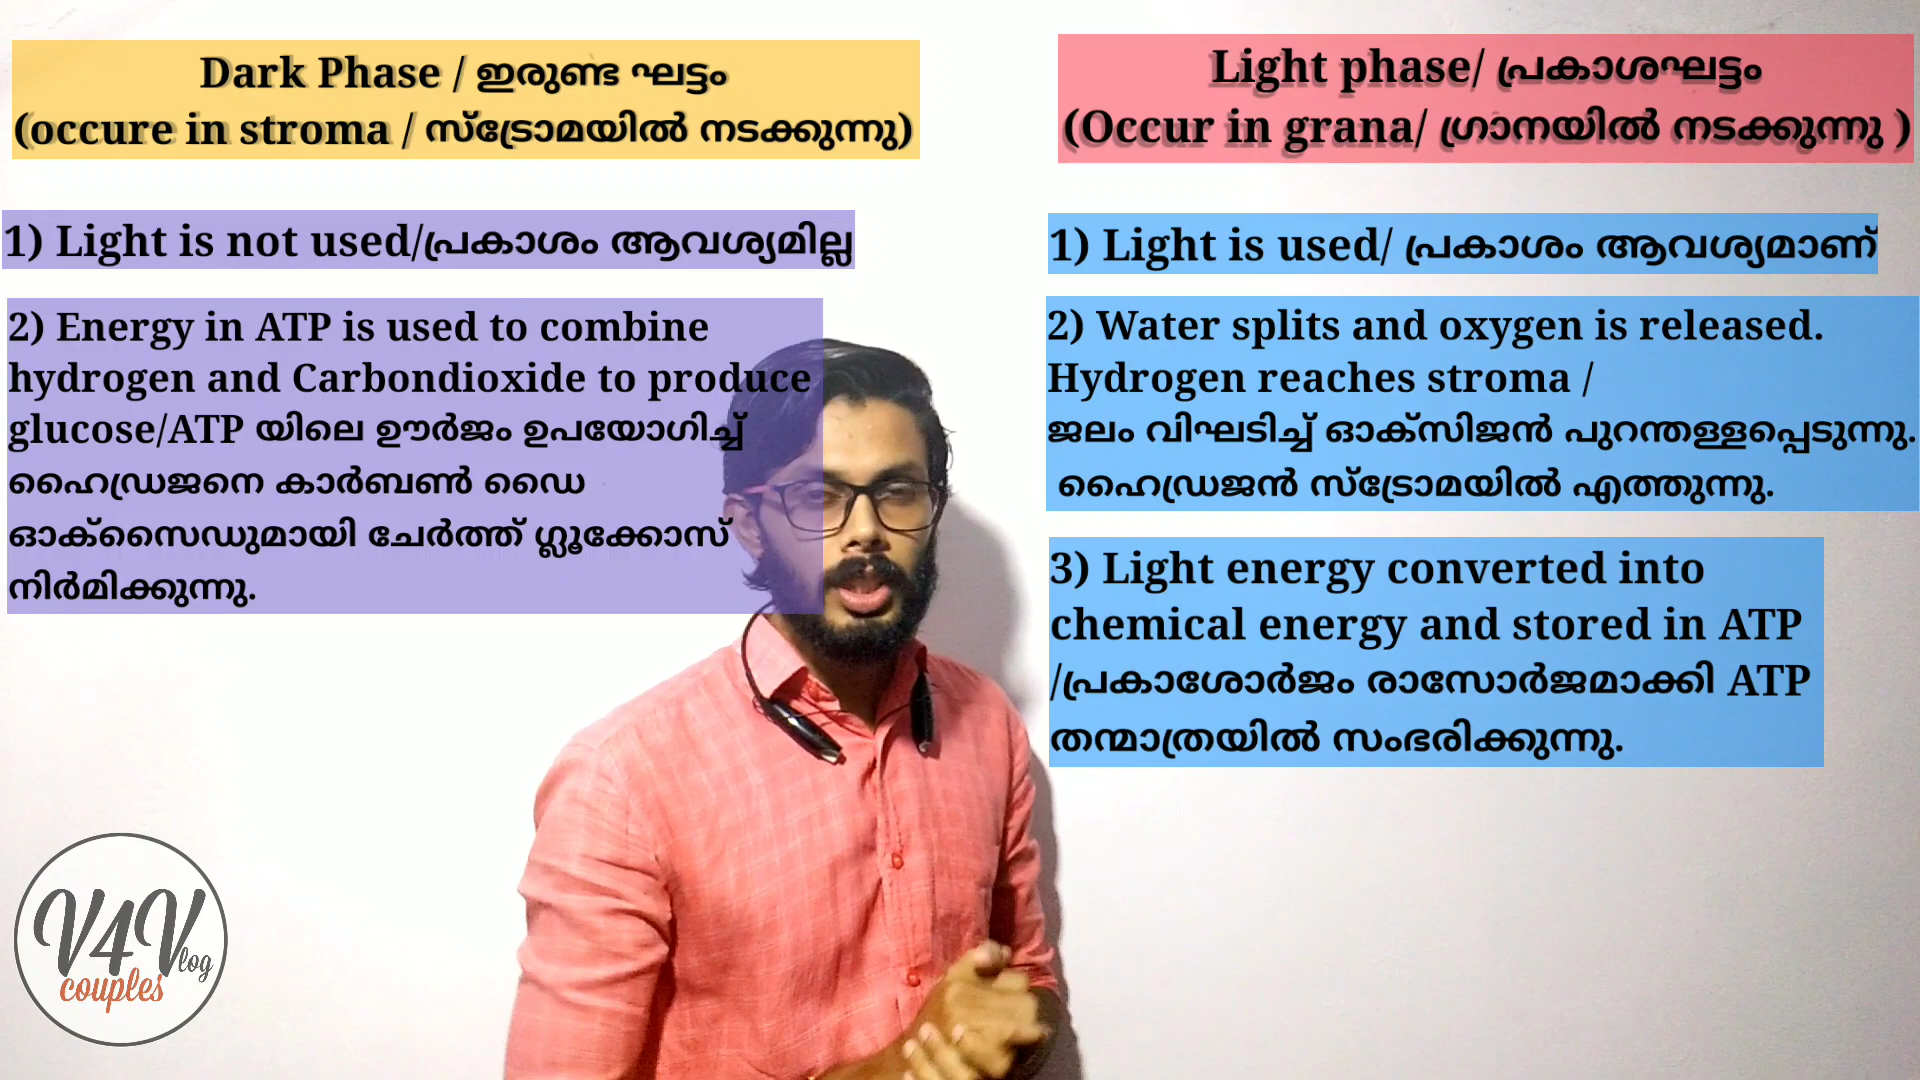 Dark Phase / ഇരുണ്ട ഘട്ടം
(occure in stroma / സ്ട്രോമയിൽ നടക്കുന്നു)
1) Light is not used/പ്രകാശം ആവശ്യമില്ല
2) Energy in ATP is used to combine
hydrogen and Carbondioxide to produce
glucose/ATP യിലെ ഊർജം ഉപയോഗിച്ച്
ഹൈഡ്രജനെ കാർബൺ ഡൈ
ഓക്സൈഡുമായി ചേർത്ത് ഗ്ലൂക്കോസ്
നിർമിക്കുന്നു.
Light phase/ പ്രകാശഘട്ടം
(Occur in grana/ ഗ്രാനയിൽ നടക്കുന്നു )
1) Light is used/ പ്രകാശം ആവശ്യമാണ്
2) Water splits and oxygen is released.
Hydrogen reaches stroma /
ജലം വിഘടിച്ച് ഓക്സിജൻ പുറന്തള്ളപ്പെടുന്നു.
ഹൈഡ്രജൻ സ്ട്രോമയിൽ എത്തുന്നു.
3) Light energy converted into
chemical energy and stored in ATP
/പ്രകാശോർജം രാസോർജമാക്കി ATP
തന്മാത്രയിൽ സംഭരിക്കുന്നു.
V4Vlog
couples